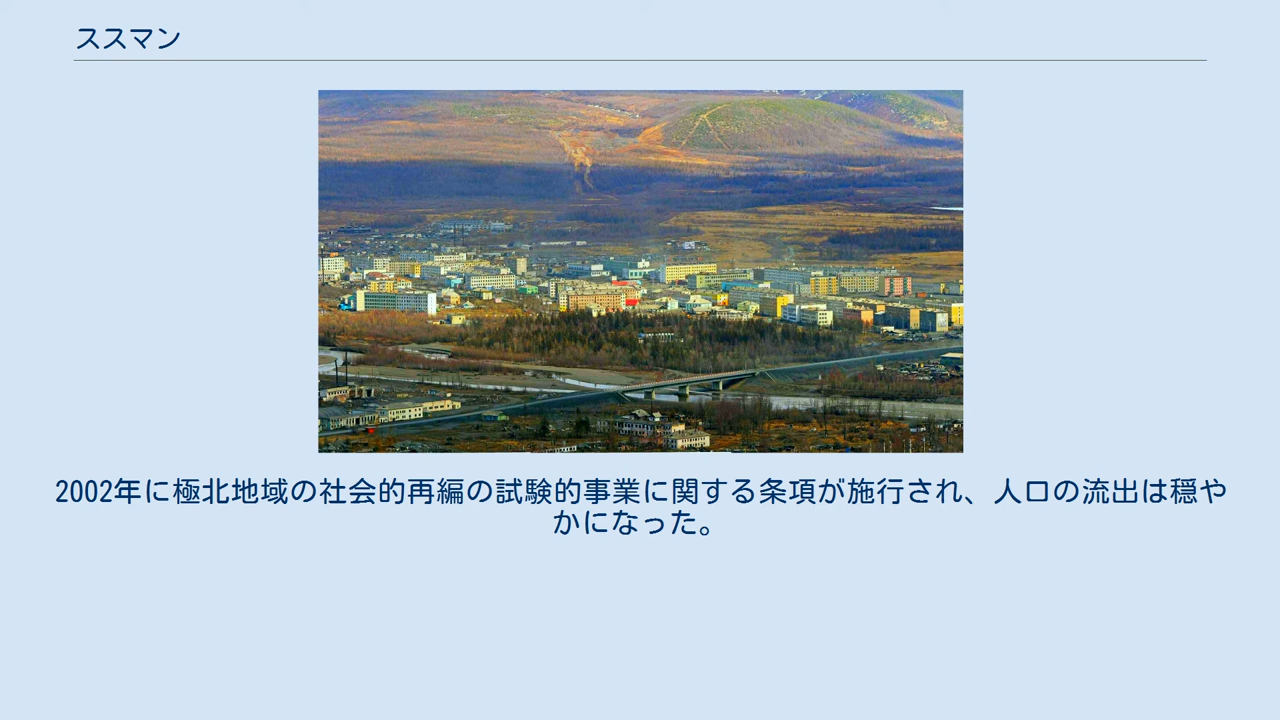 ススマン
2002年に極北地域の社会的再編の試験的事業に関する条項が施行され、人口の流出は穏や
かになった。